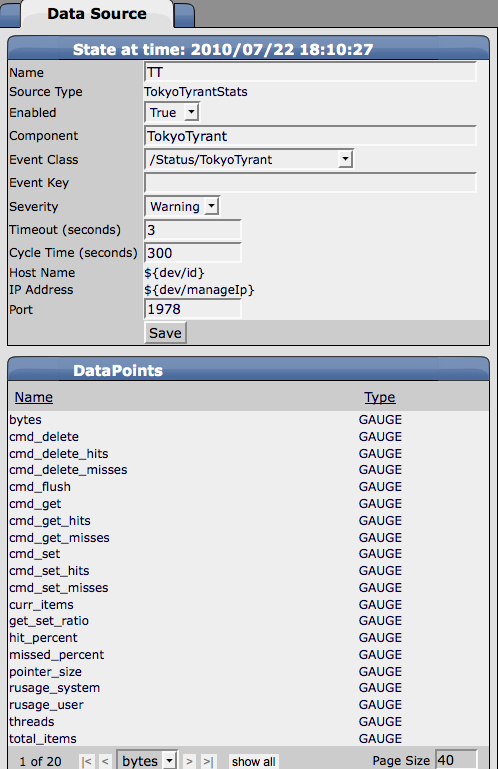 Data Source
State at time: 2010/07/22 18:10:27
Name TT
Source Type TokyoTyrantStats
Enabled True
Component TokyoTyrant
Event Class /Status/TokyoTyrant
Event Key
Severity Warning
Timeout (seconds) 3
Cycle Time (seconds) 300
Host Name ${dev/id}
IP Address ${dev/manageIp}
Port 1978
Save
DataPoints
Name Type
bytes GAUGE
cmd_delete GAUGE
cmd_delete_hits GAUGE
cmd_delete_misses GAUGE
cmd_flush GAUGE
cmd_get GAUGE
cmd_get_hits GAUGE
cmd_get_misses GAUGE
cmd_set GAUGE
cmd_set_hits GAUGE
cmd_set_misses GAUGE
curr_items GAUGE
get_set_ratio GAUGE
hit_percent GAUGE
missed_percent GAUGE
pointer_size GAUGE
rusage_system GAUGE
rusage_user GAUGE
threads GAUGE
total_items GAUGE
1 of 20 |< < bytes > >| show all Page Size 40